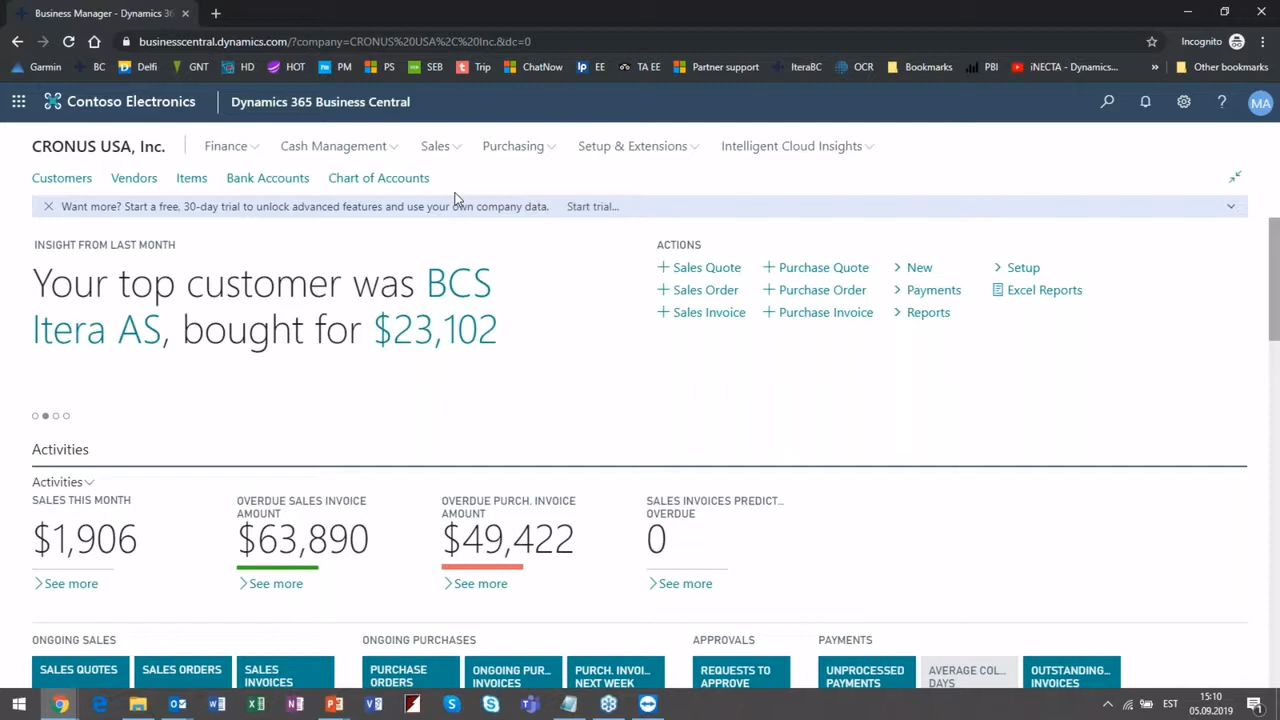 Business Manager - Dynamics 36
businesscentral.dynamics.com/?company=CRONUS%20USA%2C%20Inc.&dc=0
Incognito
Garmin BC Delfi GNT HD HOT PM PS SEB Trip ChatNow EE TA EE Partner support IteraBC OCR Bookmarks PBI iNECTA - Dynamics... » Other bookmarks
Contoso Electronics Dynamics 365 Business Central MA
CRONUS USA, Inc. Finance Cash Management Sales Purchasing Setup & Extensions Intelligent Cloud Insights
Customers Vendors Items Bank Accounts Chart of Accounts
Want more? Start a free, 30-day trial to unlock advanced features and use your own company data. Start trial...
INSIGHT FROM LAST MONTH
Your top customer was BCS
Itera AS, bought for $23,102
ACTIONS
+ Sales Quote + Purchase Quote > New > Setup
+ Sales Order + Purchase Order > Payments Excel Reports
+ Sales Invoice + Purchase Invoice > Reports
Activities
Activities
SALES THIS MONTH
$1,906
>See more
OVERDUE SALES INVOICE
AMOUNT
$63,890
>See more
OVERDUE PURCH. INVOICE
AMOUNT
$49,422
>See more
SALES INVOICES PREDICT...
OVERDUE
0
>See more
ONGOING SALES
SALES QUOTES
SALES ORDERS
SALES
INVOICES
ONGOING PURCHASES
PURCHASE
ORDERS
ONGOING PUR...
INVOICES
PURCH. INVOI...
NEXT WEEK
APPROVALS
REQUESTS TO
APPROVE
PAYMENTS
UNPROCESSED
PAYMENTS
AVERAGE COL...
DAYS
OUTSTANDING...
INVOICES
EST
15:10
05.09.2019